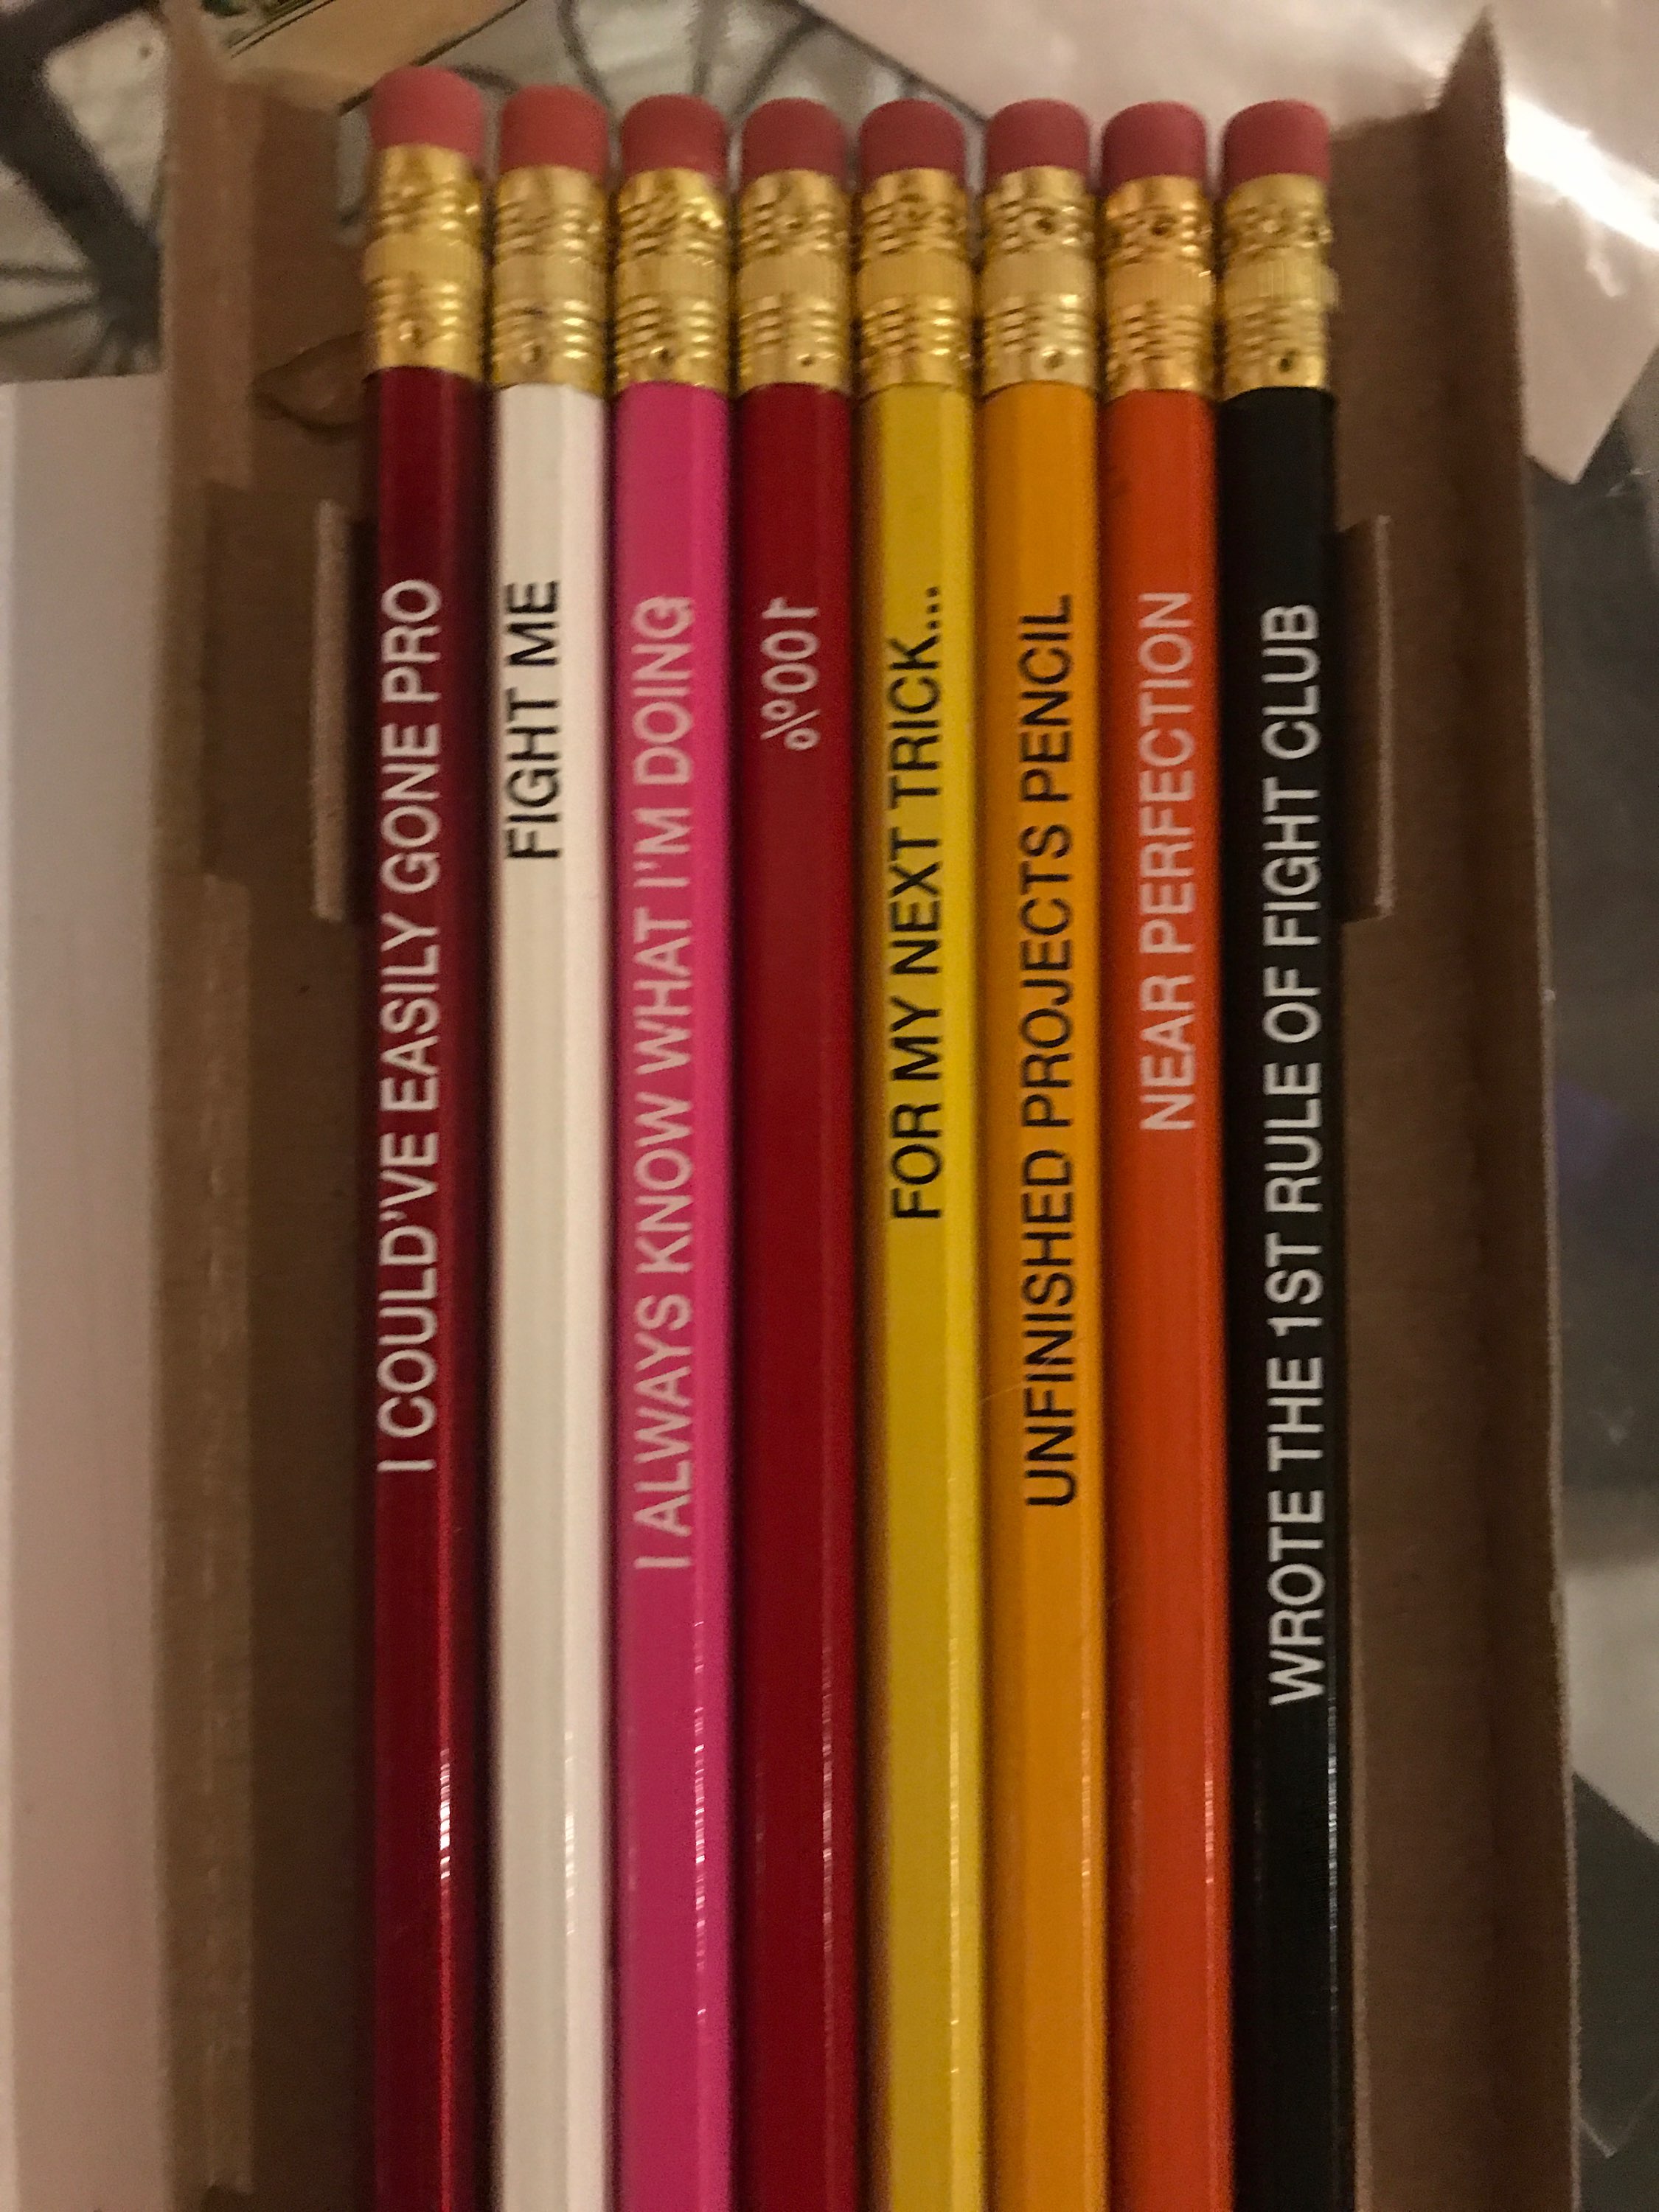 I COULD'VE EASILY GONE PRO
FIGHT ME
I ALWAYS KNOW WHAT I'M DOING
100%
FOR MY NEXT TRICK...
UNFINISHED PROJECTS PENCIL
NEAR PERFECTION
WROTE THE 1ST RULE OF FIGHT CLUB